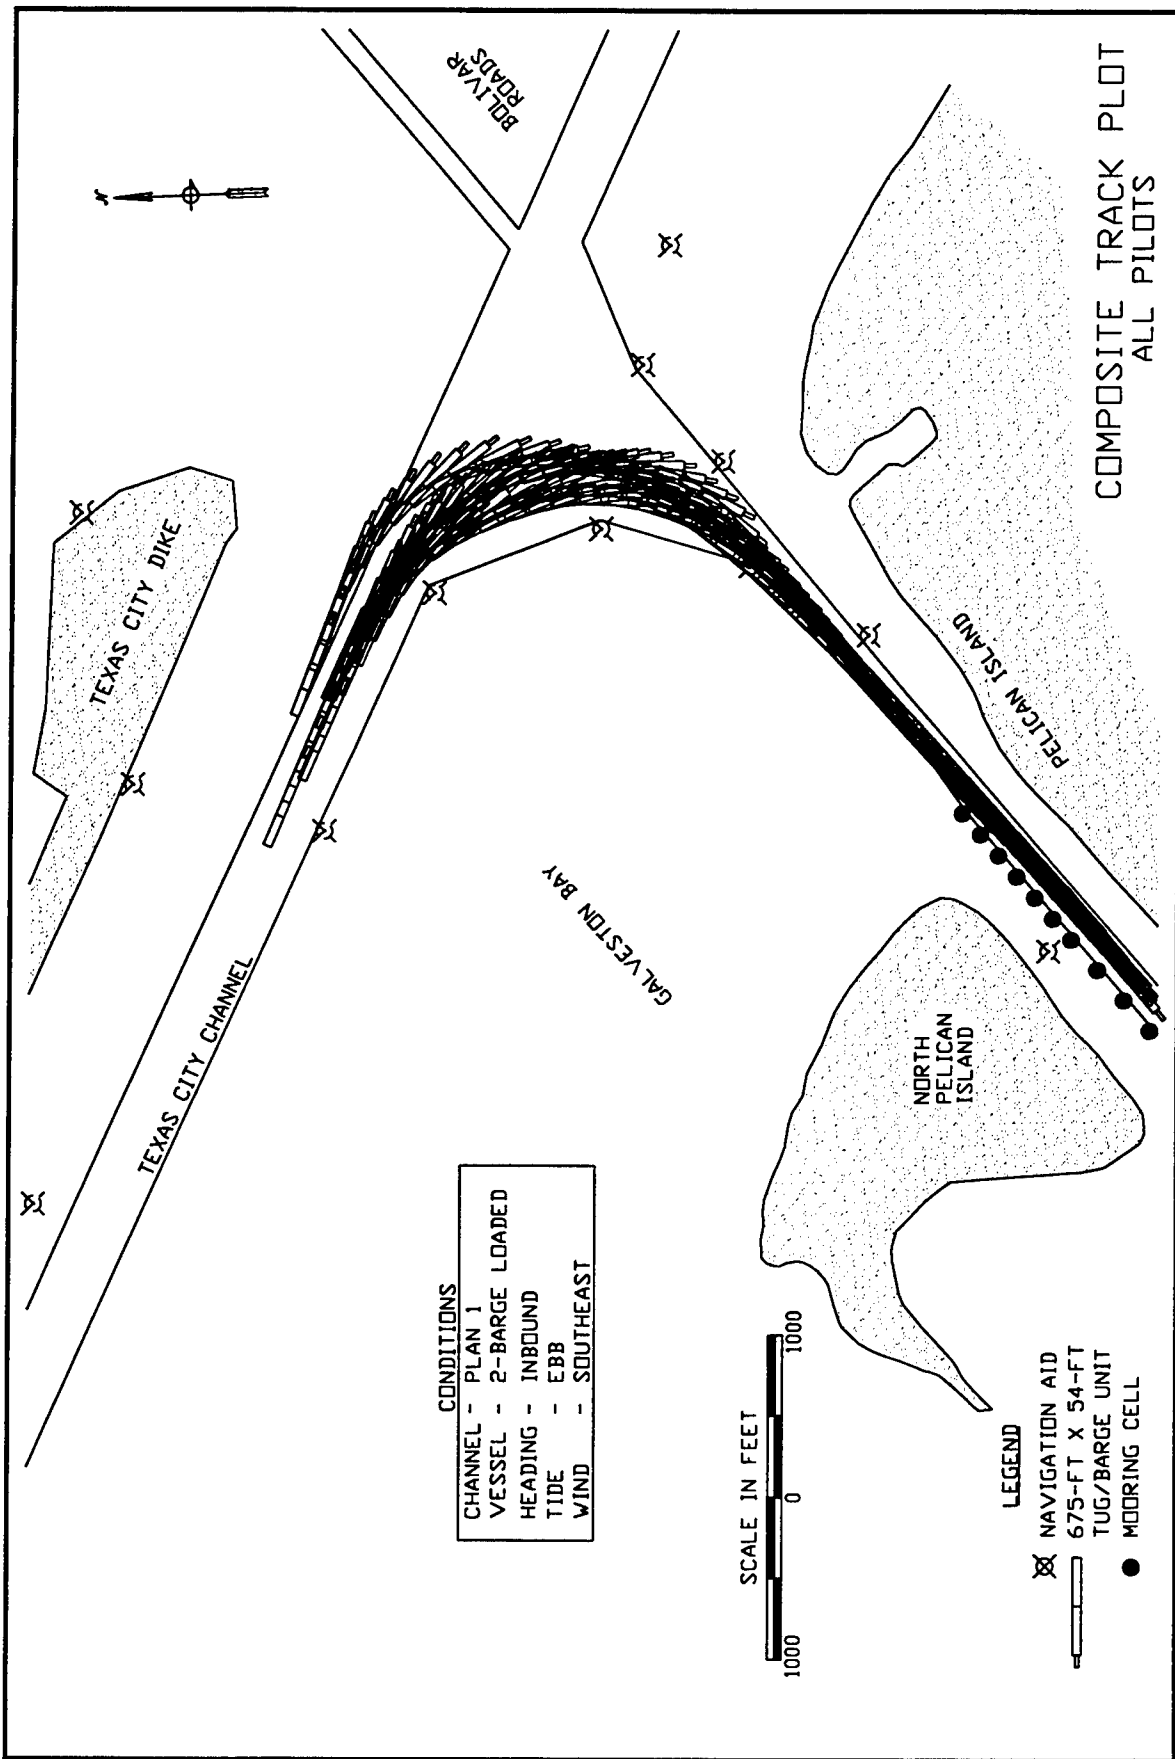 BOLIVAR
ROADS
N
TEXAS CITY DIKE
TEXAS CITY CHANNEL
GALVESTON BAY
PELICAN ISLAND
NORTH
PELICAN
ISLAND
CONDITIONS
CHANNEL - PLAN 1
VESSEL - 2-BARGE LOADED
HEADING - INBOUND
TIDE - EBB
WIND - SOUTHEAST
SCALE IN FEET
1000 0 1000
LEGEND
NAVIGATION AID
675-FT X 54-FT
TUG/BARGE UNIT
MOORING CELL
COMPOSITE TRACK PLOT
ALL PILOTS